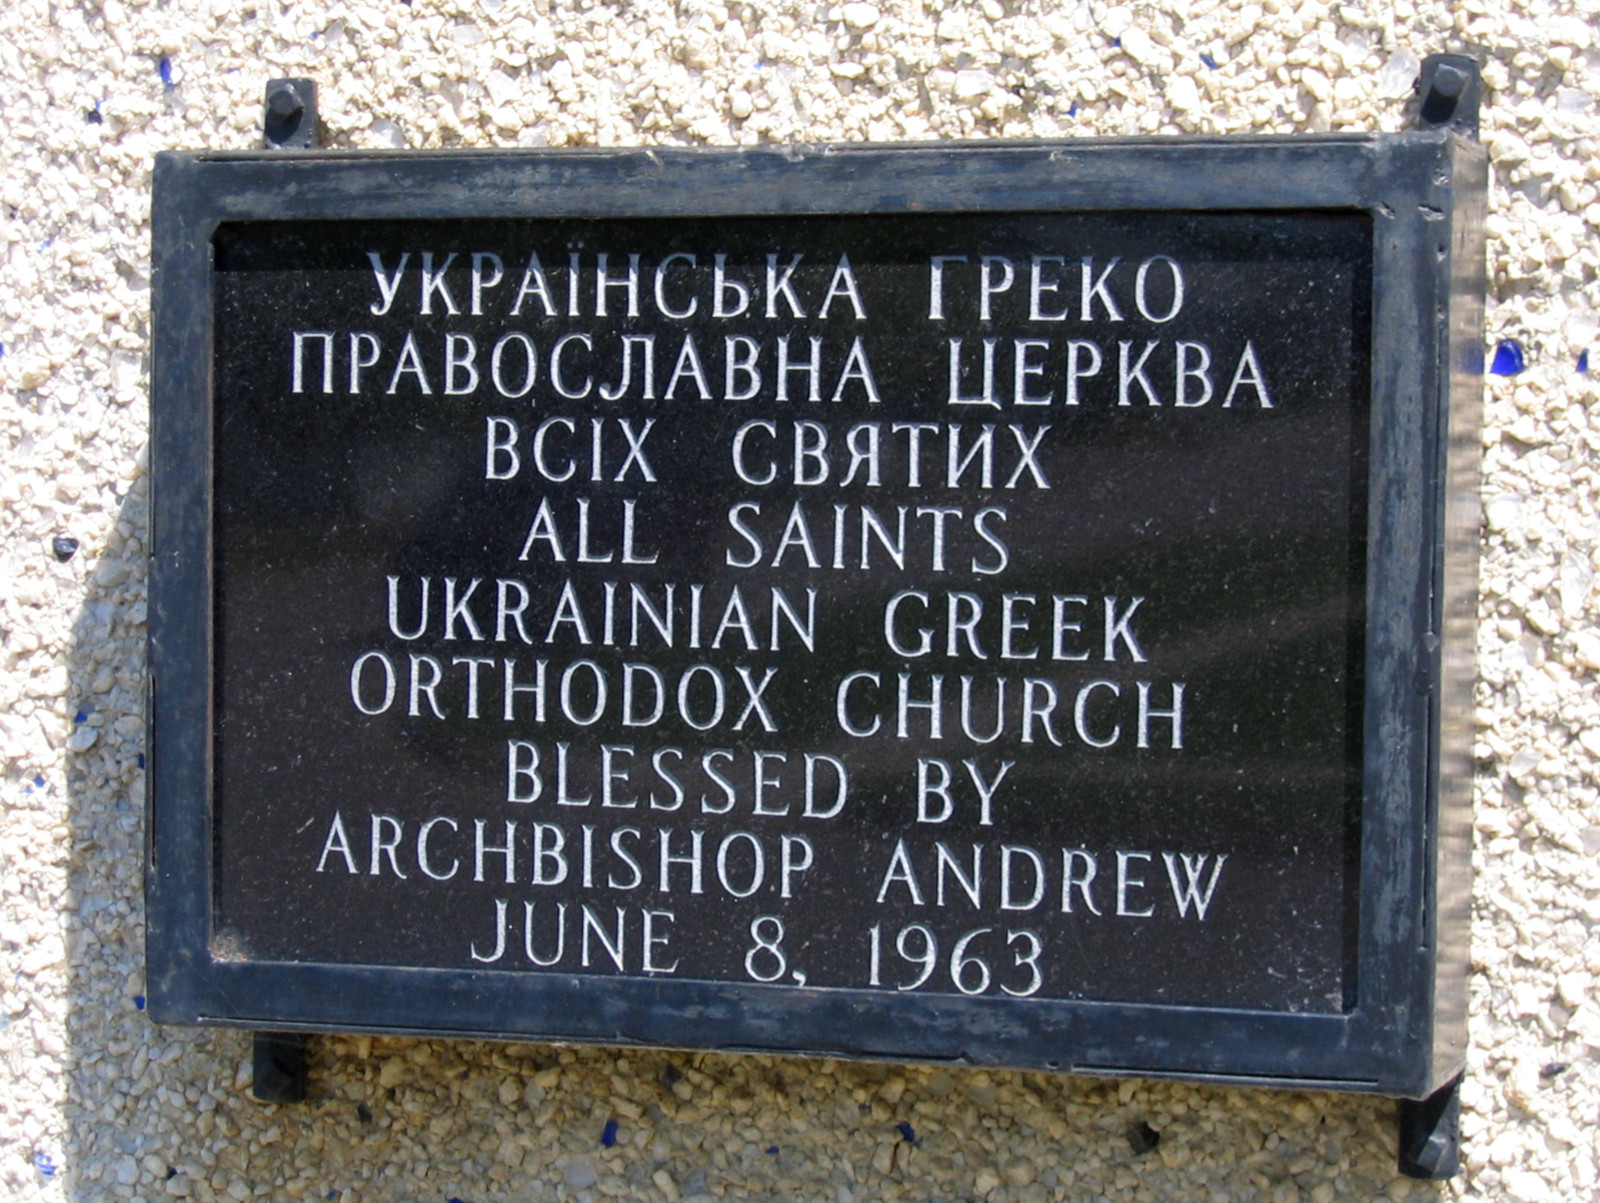 УКРАЇНСЬКА ГРЕКО
ПРАВОСЛАВНА ЦЕРКВА
ВСІХ СВЯТИХ
ALL SAINTS
UKRAINIAN GREEK
ORTHODOX CHURCH
BLESSED BY
ARCHBISHOP ANDREW
JUNE 8, 1963